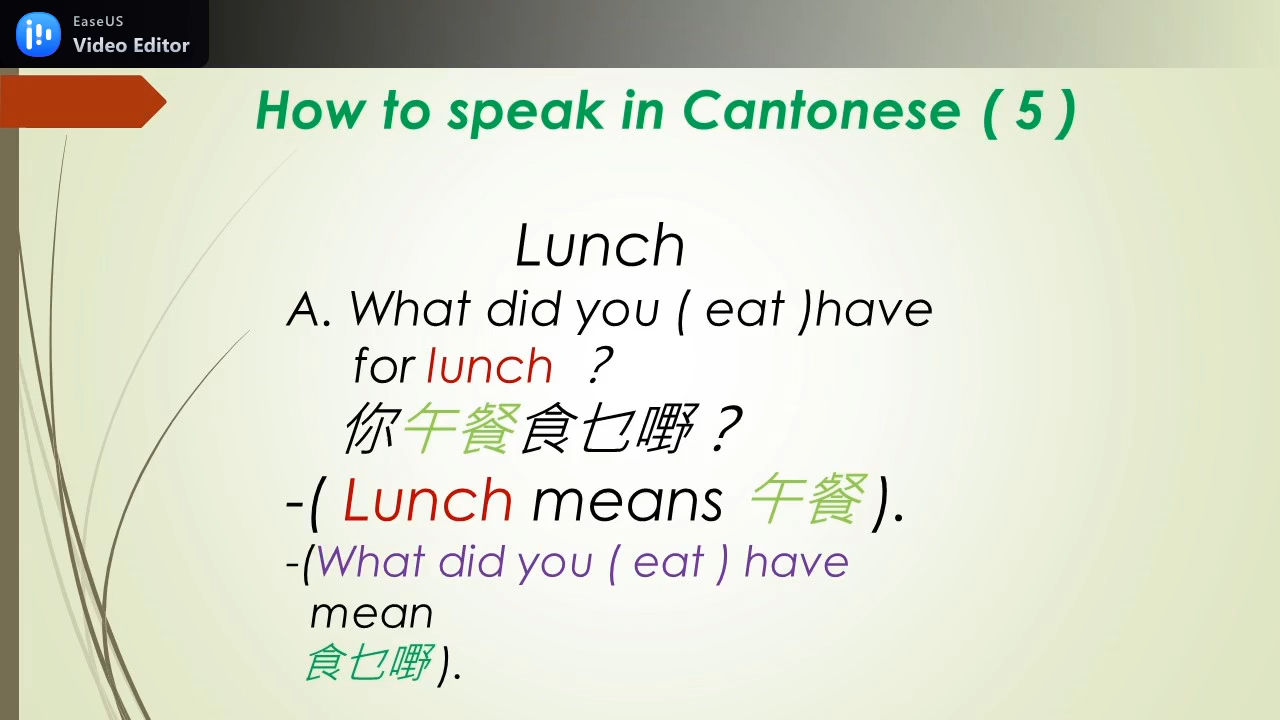 EaseUS
Video Editor
How to speak in Cantonese ( 5 )
Lunch
A. What did you ( eat )have
for lunch ？
你午餐食乜嘢？
-( Lunch means 午餐 ).
-(What did you ( eat ) have
mean
食乜嘢 ).